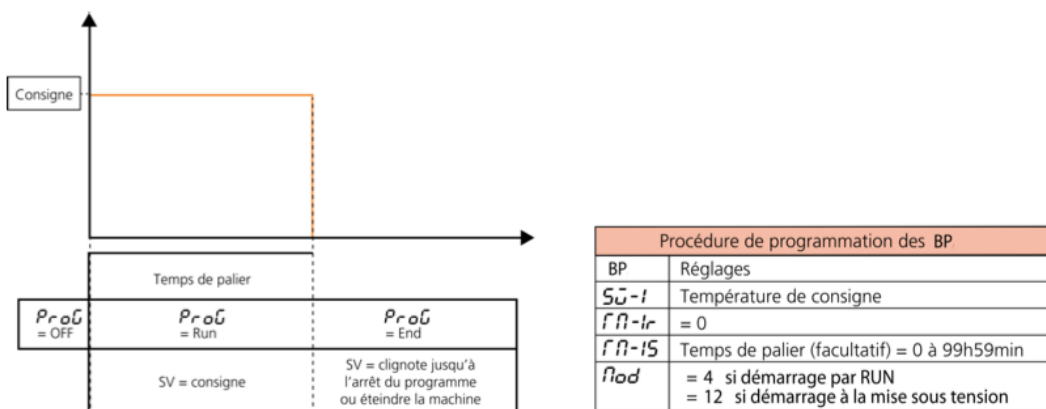 Consigne
Temps de palier
ProG
= OFF
ProG
= Run
ProG
= End
SV = consigne
SV = clignote jusqu'à
l'arrêt du programme
ou éteindre la machine
Procédure de programmation des BP
BP Réglages
SV-1 Température de consigne
TM-1r = 0
TM-1S Temps de palier (facultatif) = 0 à 99h59min
Mod = 4 si démarrage par RUN
= 12 si démarrage à la mise sous tension